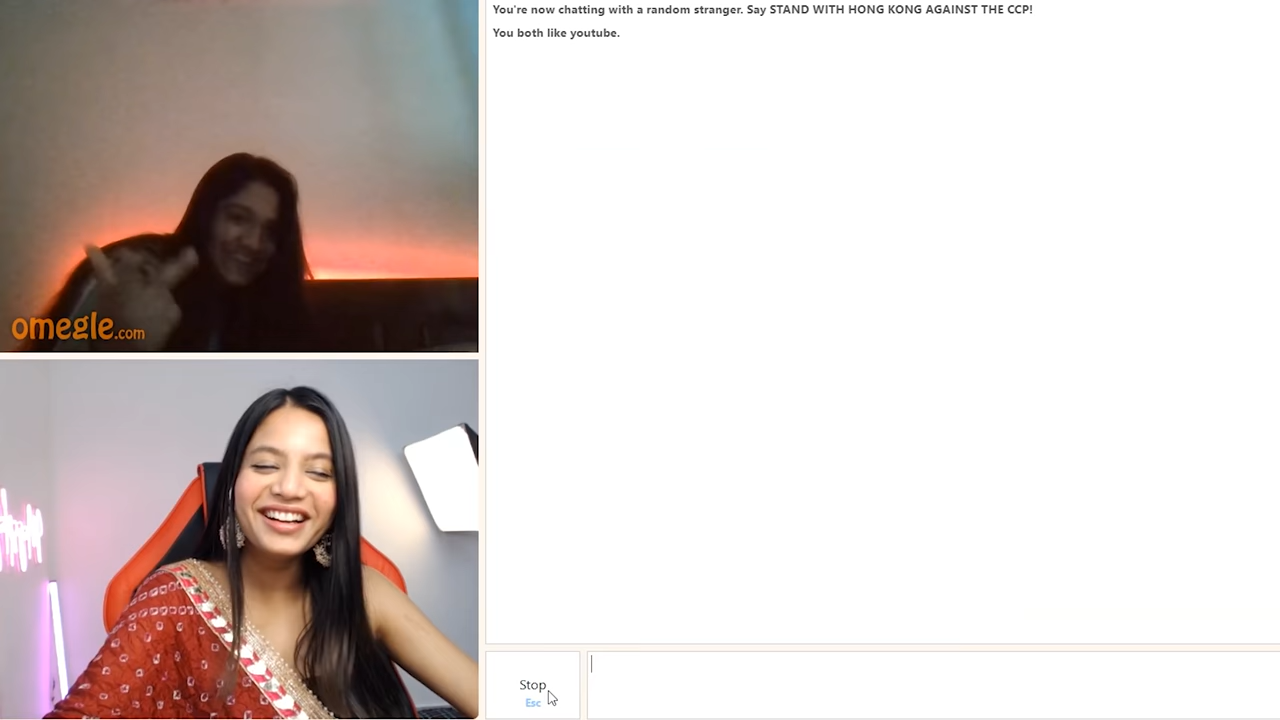 You're now chatting with a random stranger. Say STAND WITH HONG KONG AGAINST THE CCP!
You both like youtube.
omegle.com
Stop
Esc